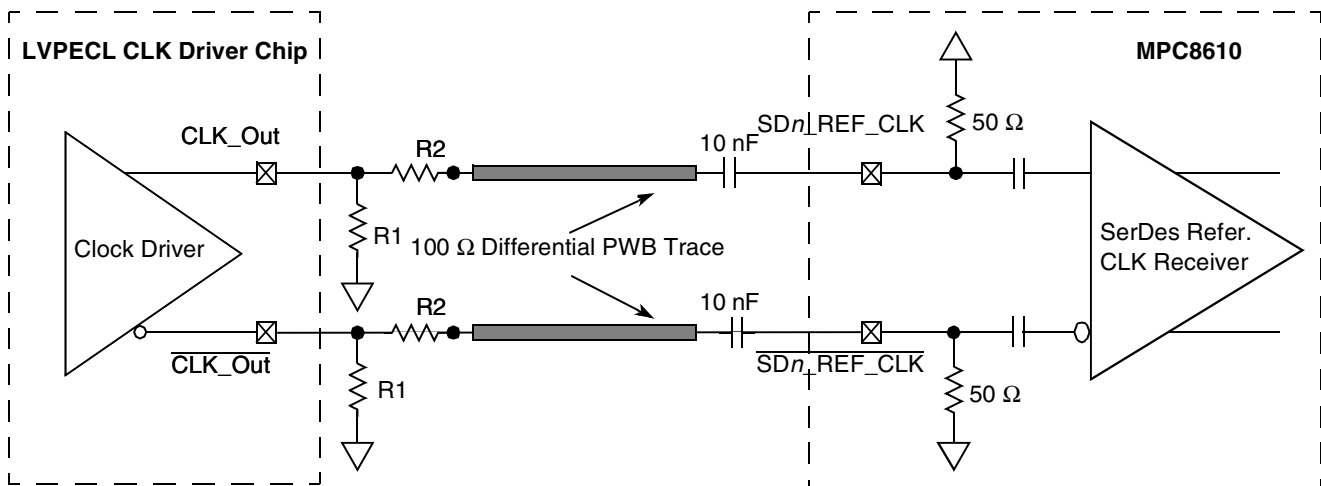 LVPECL CLK Driver Chip
MPC8610
CLK_Out
R2
10 nF
SDn_REF_CLK
50 Ω
Clock Driver
R1
100 Ω Differential PWB Trace
SerDes Refer.
CLK Receiver
R2
10 nF
CLK_Out
R1
SDn_REF_CLK
50 Ω